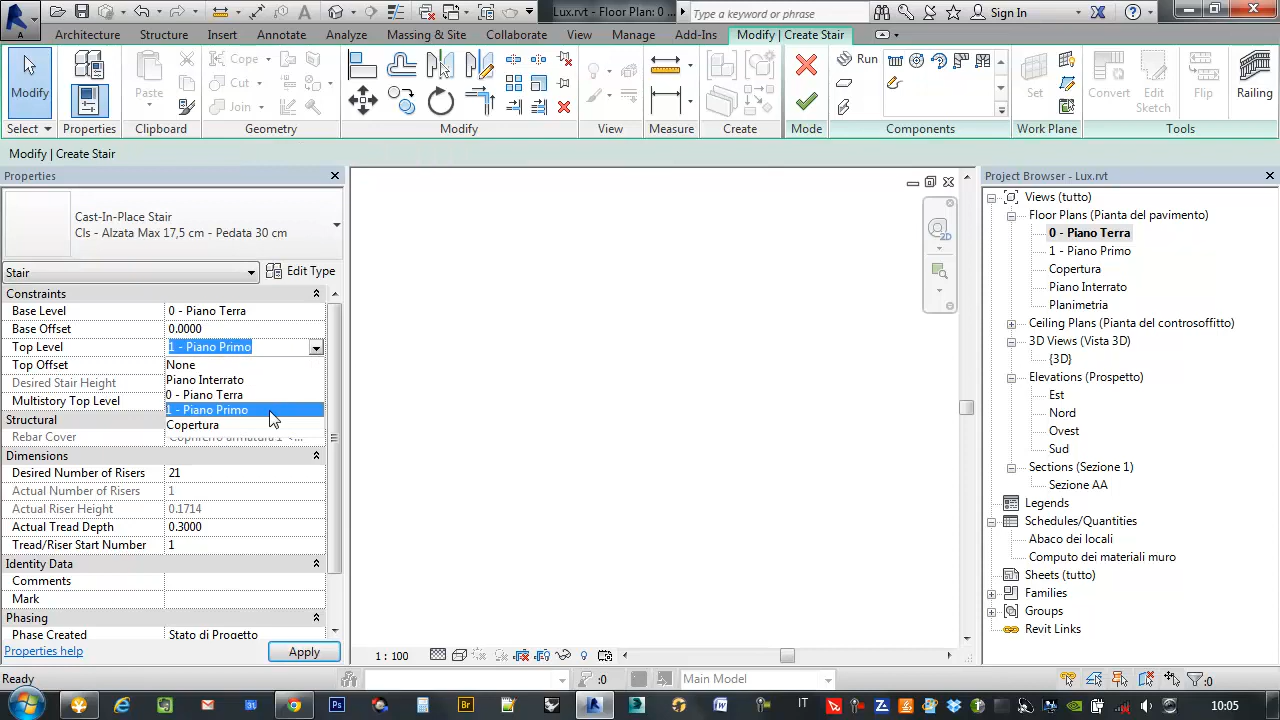 Lux.rvt - Floor Plan: 0 ...
Type a keyword or phrase
Sign In
Architecture
Structure
Insert
Annotate
Analyze
Massing & Site
Collaborate
View
Manage
Add-Ins
Modify | Create Stair
Modify
Select
Properties
Paste
Clipboard
Cope
Cut
Join
Geometry
Modify
View
Measure
Create
Mode
Run
Components
Set
Work Plane
Convert
Edit
Sketch
Flip
Railing
Tools
Modify | Create Stair
Properties
Cast-In-Place Stair
Cls - Alzata Max 17,5 cm - Pedata 30 cm
Stair
Edit Type
Constraints
Base Level 0 - Piano Terra
Base Offset 0.0000
Top Level 1 - Piano Primo
Top Offset
None
Desired Stair Height
Piano Interrato
0 - Piano Terra
Multistory Top Level
1 - Piano Primo
Structural
Copertura
Rebar Cover
Dimensions
Desired Number of Risers 21
Actual Number of Risers 1
Actual Riser Height 0.1714
Actual Tread Depth 0.3000
Tread/Riser Start Number 1
Identity Data
Comments
Mark
Phasing
Phase Created Stato di Progetto
Properties help
Apply
2D
1 : 100
Project Browser - Lux.rvt
Views (tutto)
Floor Plans (Pianta del pavimento)
0 - Piano Terra
1 - Piano Primo
Copertura
Piano Interrato
Planimetria
Ceiling Plans (Pianta del controsoffitto)
3D Views (Vista 3D)
{3D}
Elevations (Prospetto)
Est
Nord
Ovest
Sud
Sections (Sezione 1)
Sezione AA
Legends
Schedules/Quantities
Abaco dei locali
Computo dei materiali muro
Sheets (tutto)
Families
Groups
Revit Links
Ready
:0
Main Model
:0
IT
10:05